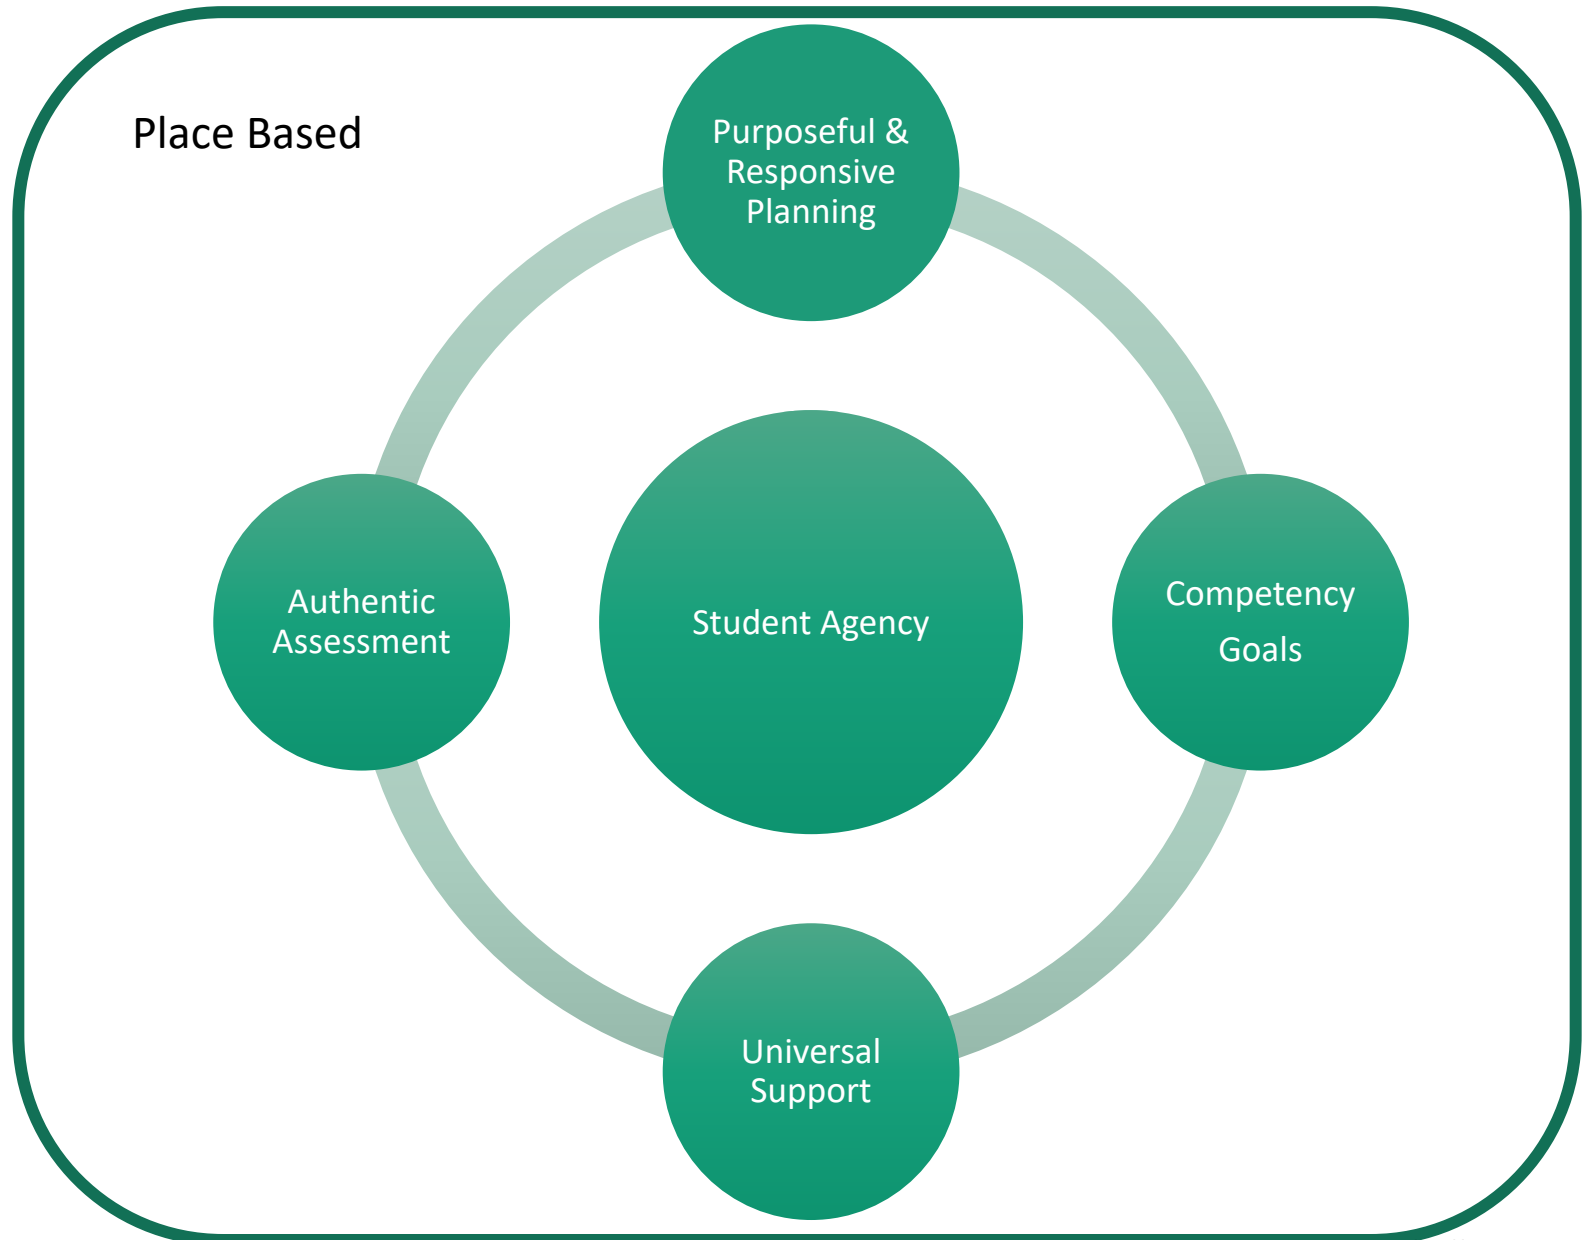 Place Based
Purposeful &
Responsive
Planning
Authentic
Assessment
Student Agency
Competency
Goals
Universal
Support